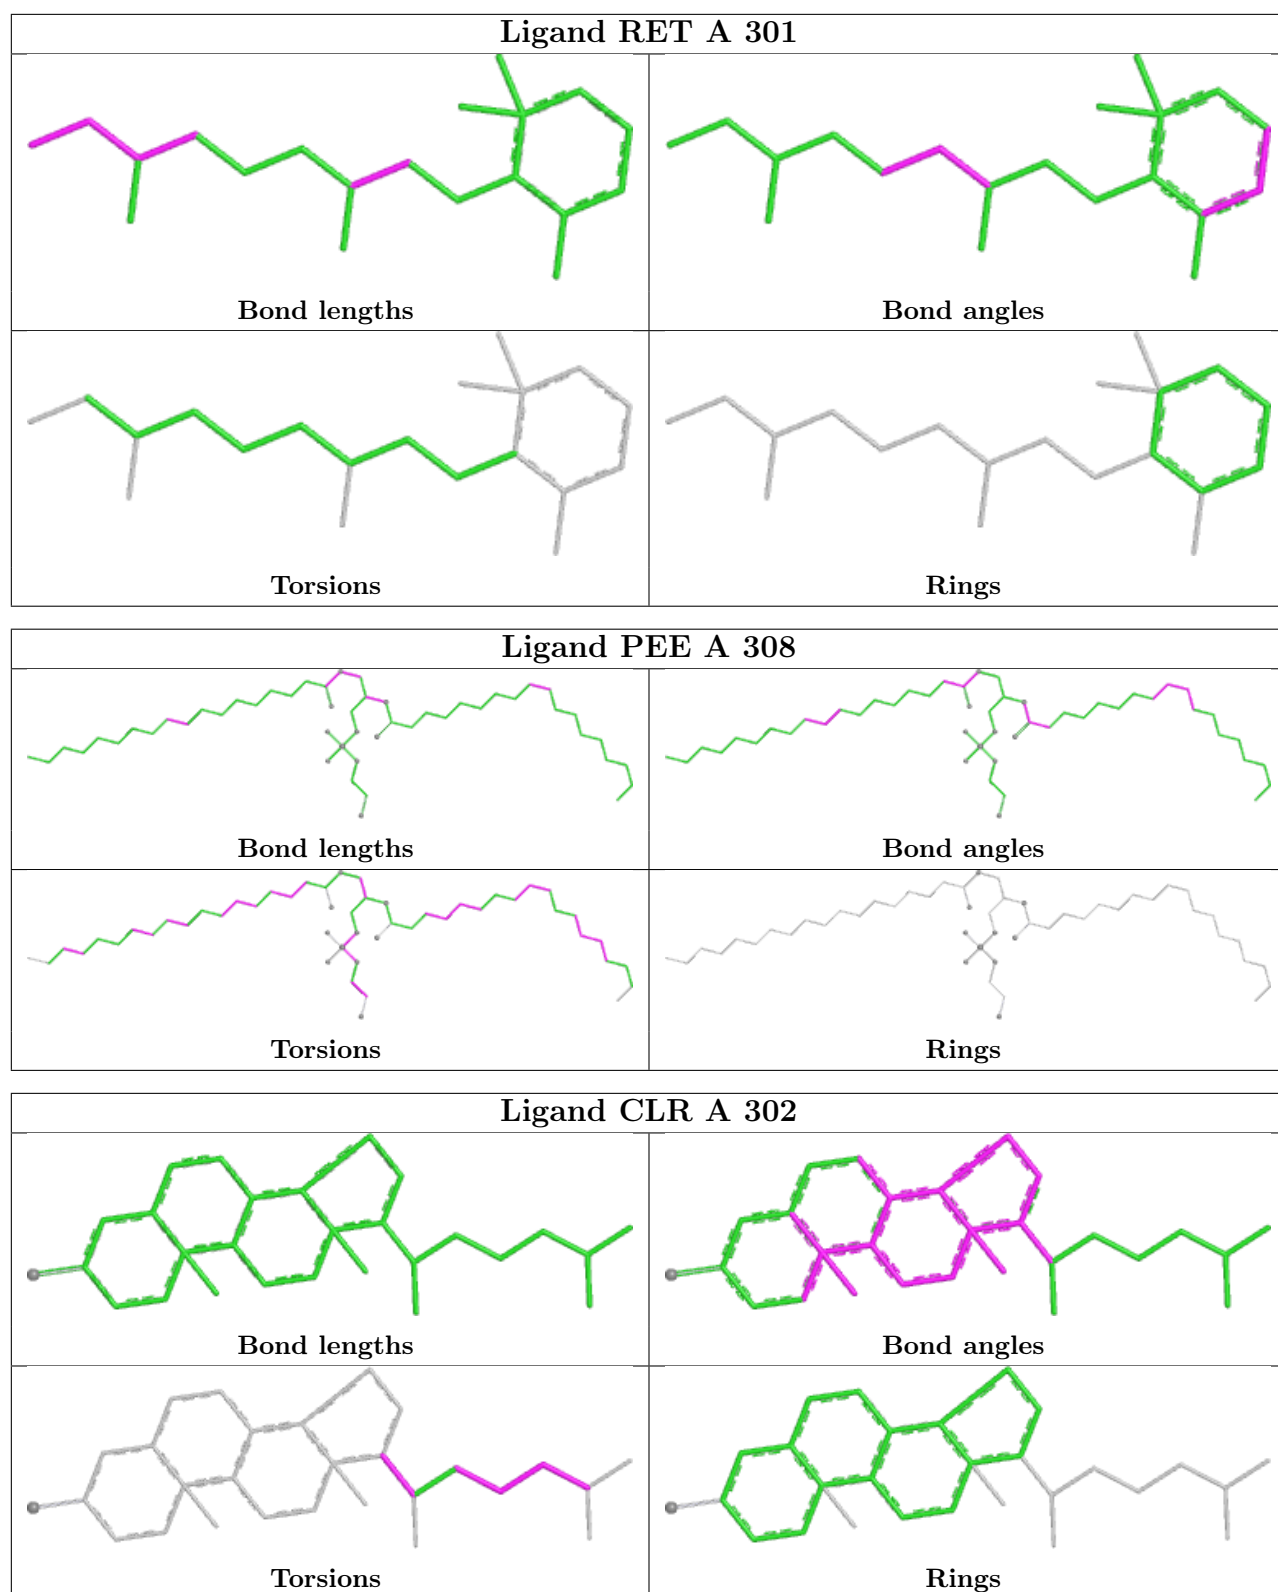 Ligand RET A 301
Bond lengths
Bond angles
Torsions
Rings
Ligand PEE A 308
Bond lengths
Bond angles
Torsions
Rings
Ligand CLR A 302
Bond lengths
Bond angles
Torsions
Rings